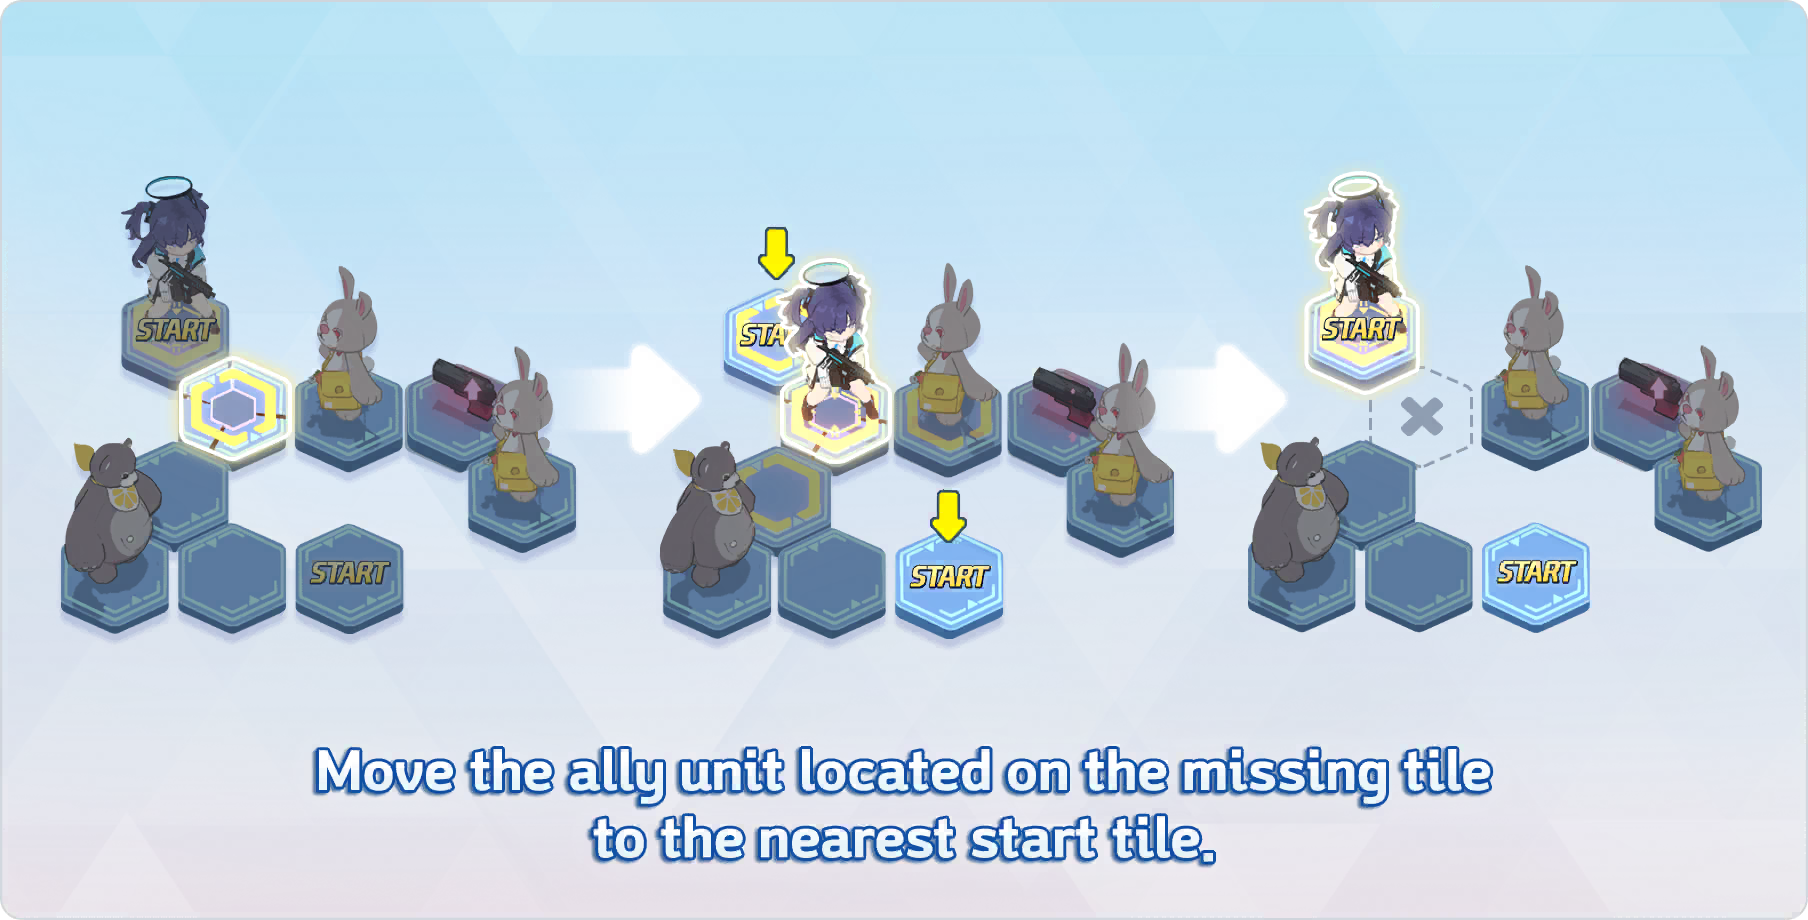 START
STA
START
START
START
START
Move the ally unit located on the missing tile
to the nearest start tile.